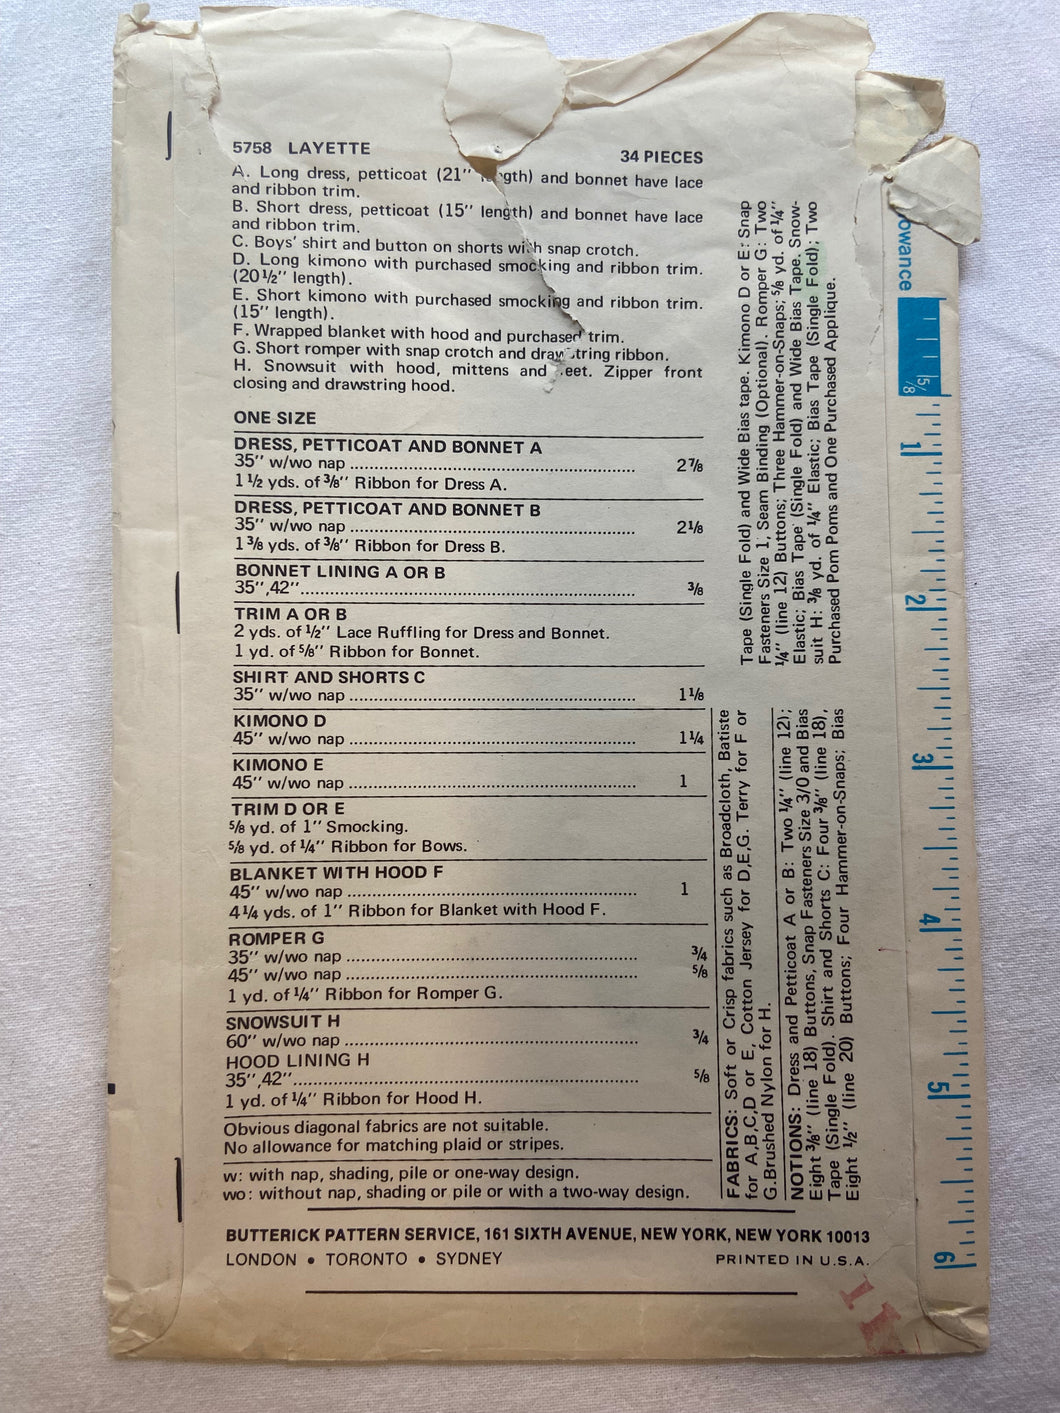 5758 LAYETTE
34 PIECES
A. Long dress, petticoat (21" and bonnet have lace
and ribbon trim.
B. Short dress, petticoat (15" length) and bonnet have lace
and ribbon trim.
C. Boys' shirt and button on shorts with snap crotch.
D. Long kimono with purchased smocking and ribbon trim.
(20½" length).
E. Short kimono with purchased smocking and ribbon trim.
(15" length).
F. Wrapped blanket with hood and purchased trim.
G. Short romper with snap crotch and drawstring ribbon.
H. Snowsuit with hood, mittens and feet. Zipper front
closing and drawstring hood.
ONE SIZE
DRESS, PETTICOAT AND BONNET A
35" w/wo nap ........ 2⅞
1½ yds. of ⅜" Ribbon for Dress A.
DRESS, PETTICOAT AND BONNET B
35" w/wo nap ........ 2⅛
1⅜ yds. of ⅜" Ribbon for Dress B.
BONNET LINING A OR B
35",42"........ ⅜
TRIM A OR B
2 yds. of ½" Lace Ruffling for Dress and Bonnet.
1 yd. of ⅝" Ribbon for Bonnet.
SHIRT AND SHORTS C
35" w/wo nap ........ 1⅛
KIMONO D
45" w/wo nap ........ 1¼
KIMONO E
45" w/wo nap ........ 1
TRIM D OR E
⅝ yd. of 1" Smocking.
⅝ yd. of ¼" Ribbon for Bows.
BLANKET WITH HOOD F
45" w/wo nap ........ 1
4¼ yds. of 1" Ribbon for Blanket with Hood F.
ROMPER G
35" w/wo nap ........ ¾
45" w/wo nap ........ ⅝
1 yd. of ¼" Ribbon for Romper G.
SNOWSUIT H
60" w/wo nap ........ ¾
HOOD LINING H
35",42"........ ⅝
1 yd. of ¼" Ribbon for Hood H.
Obvious diagonal fabrics are not suitable.
No allowance for matching plaid or stripes.
w: with nap, shading, pile or one-way design.
wo: without nap, shading or pile or with a two-way design.
FABRICS: Soft or Crisp fabrics such as Broadcloth, Batiste
for A,B,C,D or E, Cotton Jersey for D,E,G. Terry for F or
G.Brushed Nylon for H.
NOTIONS: Dress and Petticoat A or B: Two ¼" (line 12);
Eight ⅜" (line 18) Buttons, Snap Fasteners Size 3/0 and Bias
Tape (Single Fold). Shirt and Shorts C: Four ⅜" (line 18),
Eight ½" (line 20) Buttons; Four Hammer-on-Snaps; Bias
Tape (Single Fold) and Wide Bias tape. Kimono D or E: Snap
Fasteners Size 1, Seam Binding (Optional). Romper G: Two
¼" (line 12) Buttons; Three Hammer-on-Snaps; ⅝ yd. of ¼"
Elastic; Bias Tape (Single Fold) and Wide Bias Tape. Snow-
suit H: ⅜ yd. of ¼" Elastic; Bias Tape (Single Fold); Two
Purchased Pom Poms and One Purchased Applique.
BUTTERICK PATTERN SERVICE, 161 SIXTH AVENUE, NEW YORK, NEW YORK 10013
LONDON • TORONTO • SYDNEY
PRINTED IN U.S.A.
owance
⅝
1
2
3
4
5
6
11